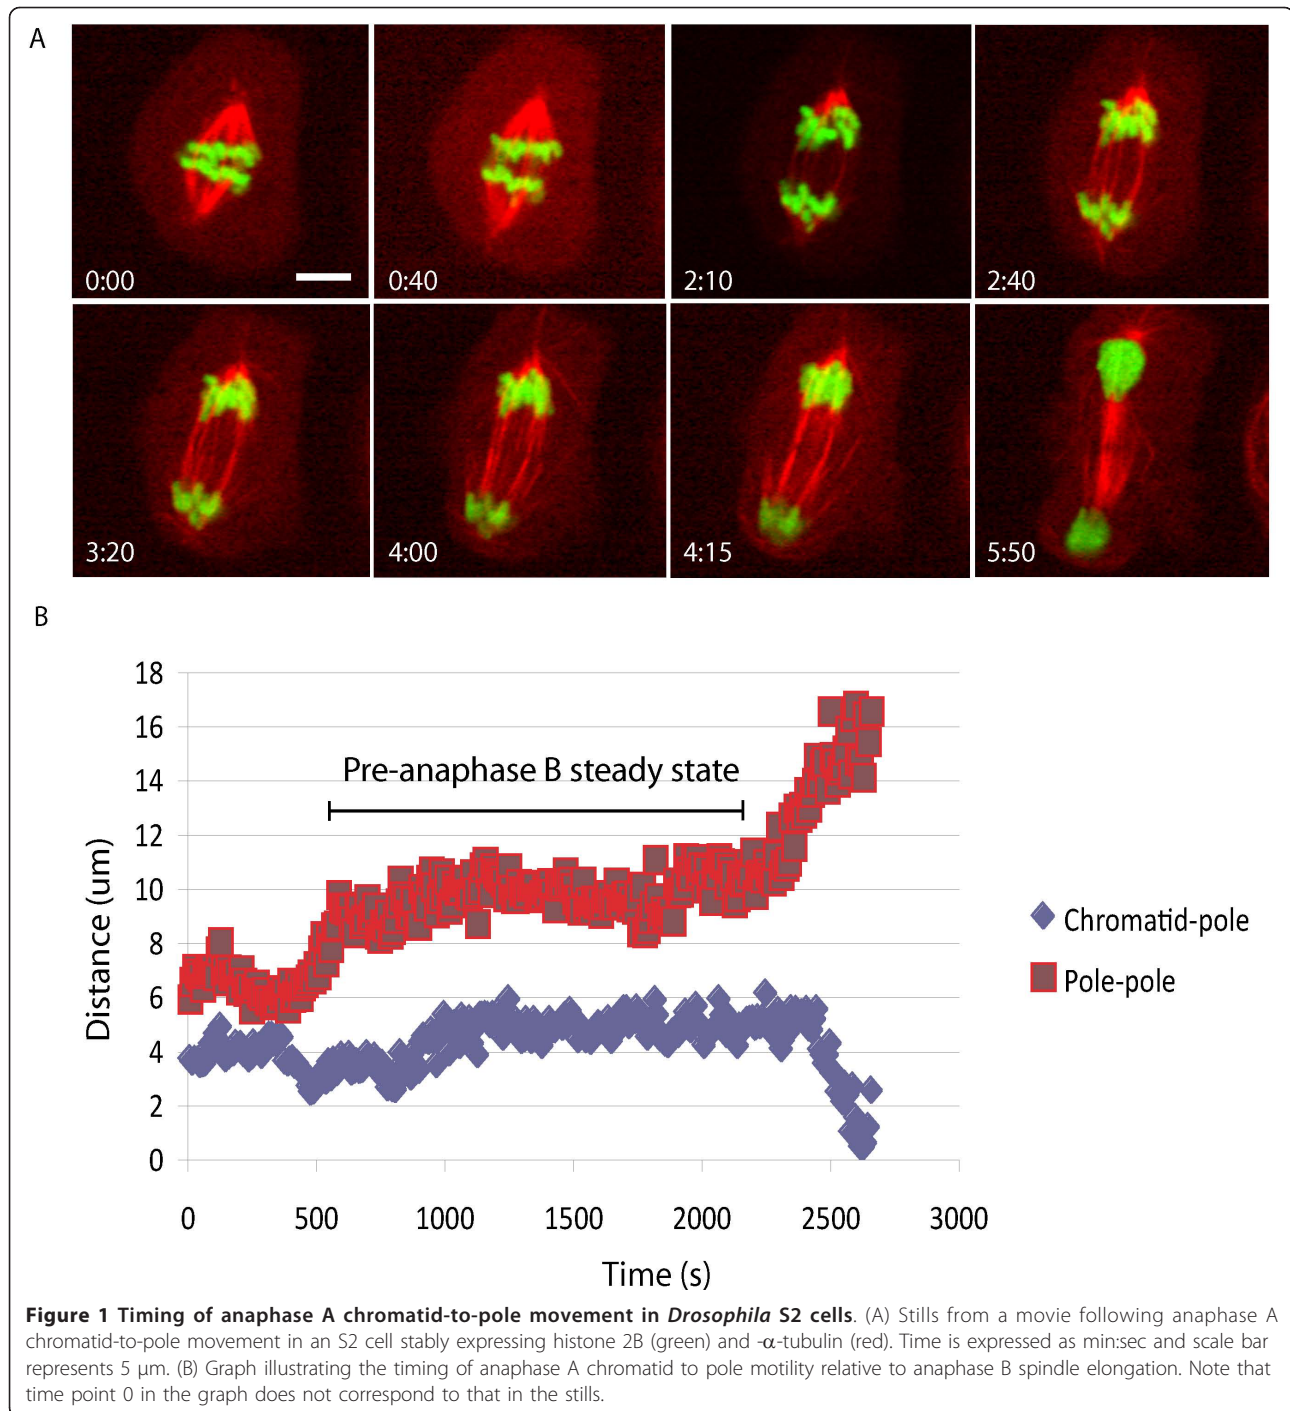 A
0:00
0:40
2:10
2:40
3:20
4:00
4:15
5:50
B
18
16
14
12
10
8
6
4
2
0
Distance (um)
Pre-anaphase B steady state
Chromatid-pole
Pole-pole
0 500 1000 1500 2000 2500 3000
Time (s)
Figure 1 Timing of anaphase A chromatid-to-pole movement in Drosophila S2 cells. (A) Stills from a movie following anaphase A
chromatid-to-pole movement in an S2 cell stably expressing histone 2B (green) and -α-tubulin (red). Time is expressed as min:sec and scale bar
represents 5 μm. (B) Graph illustrating the timing of anaphase A chromatid to pole motility relative to anaphase B spindle elongation. Note that
time point 0 in the graph does not correspond to that in the stills.